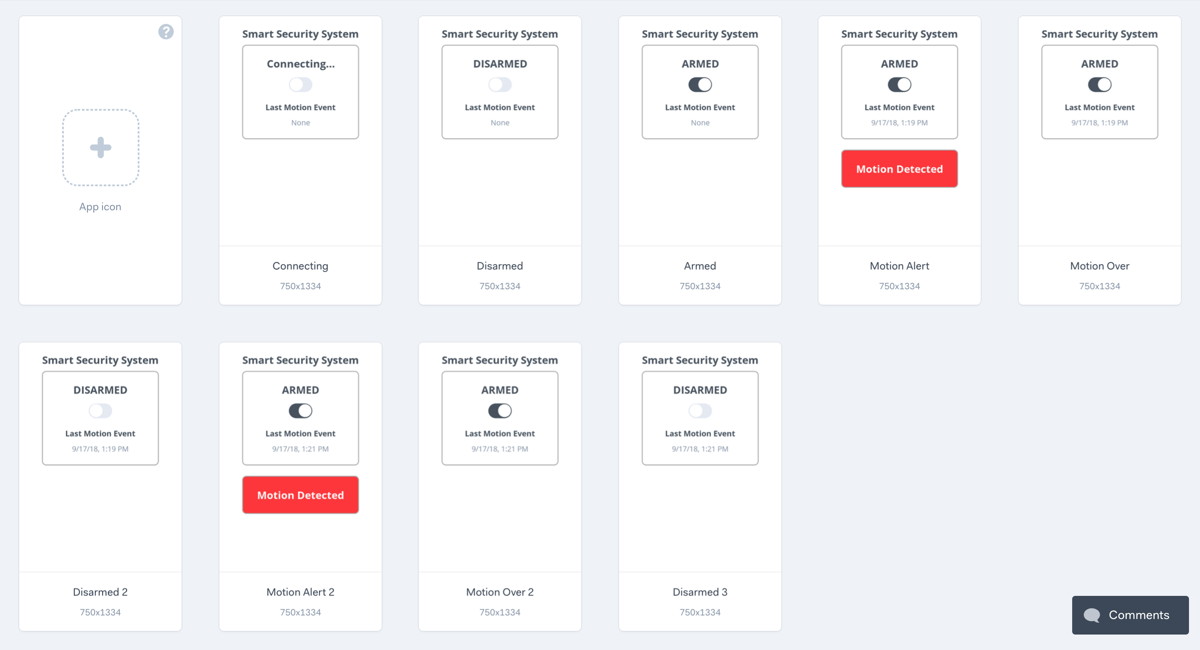 ?
App icon
Smart Security System
Connecting...
Last Motion Event
None
Connecting
750x1334
Smart Security System
DISARMED
Last Motion Event
None
Disarmed
750x1334
Smart Security System
ARMED
Last Motion Event
None
Armed
750x1334
Smart Security System
ARMED
Last Motion Event
9/17/18, 1:19 PM
Motion Detected
Motion Alert
750x1334
Smart Security System
ARMED
Last Motion Event
9/17/18, 1:19 PM
Motion Over
750x1334
Smart Security System
DISARMED
Last Motion Event
9/17/18, 1:19 PM
Disarmed 2
750x1334
Smart Security System
ARMED
Last Motion Event
9/17/18, 1:21 PM
Motion Detected
Motion Alert 2
750x1334
Smart Security System
ARMED
Last Motion Event
9/17/18, 1:21 PM
Motion Over 2
750x1334
Smart Security System
DISARMED
Last Motion Event
9/17/18, 1:21 PM
Disarmed 3
750x1334
Comments